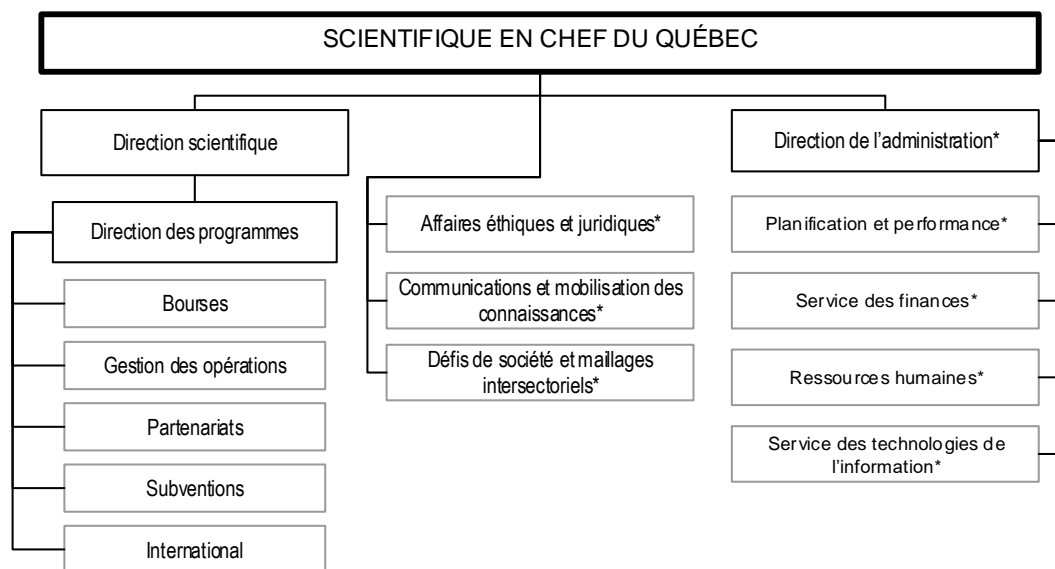 SCIENTIFIQUE EN CHEF DU QUÉBEC
Direction scientifique
Direction des programmes
Bourses
Gestion des opérations
Partenariats
Subventions
International
Affaires éthiques et juridiques*
Communications et mobilisation des
connaissances*
Défis de société et maillages
intersectoriels*
Direction de l’administration*
Planification et performance*
Service des finances*
Ressources humaines*
Service des technologies de
l’information*